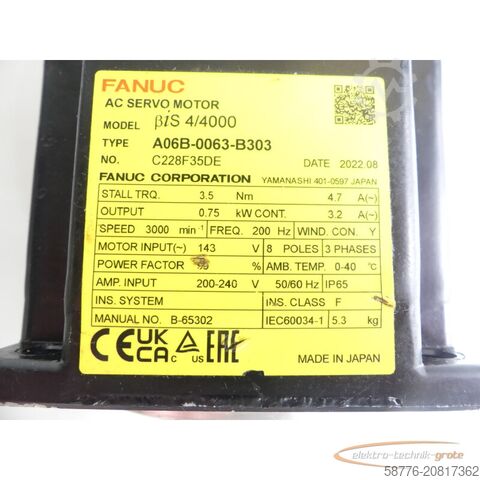 FANUC
AC SERVO MOTOR
MODEL βiS 4/4000
TYPE A06B-0063-B303
NO. C228F35DE DATE 2022.08
FANUC CORPORATION YAMANASHI 401-0597 JAPAN
STALL TRQ. 3.5 Nm 4.7 A(~)
OUTPUT 0.75 kW CONT. 3.2 A(~)
SPEED 3000 min⁻¹ FREQ. 200 Hz WIND. CON. Y
MOTOR INPUT(~) 143 V 8 POLES 3 PHASES
POWER FACTOR % AMB. TEMP. 0-40 ℃
AMP. INPUT 200-240 V 50/60 Hz IP65
INS. SYSTEM INS. CLASS F
MANUAL NO. B-65302 IEC60034-1 5.3 kg
CE UK CA C US EAC
MADE IN JAPAN
elektro-technik-grote
58776-20817362